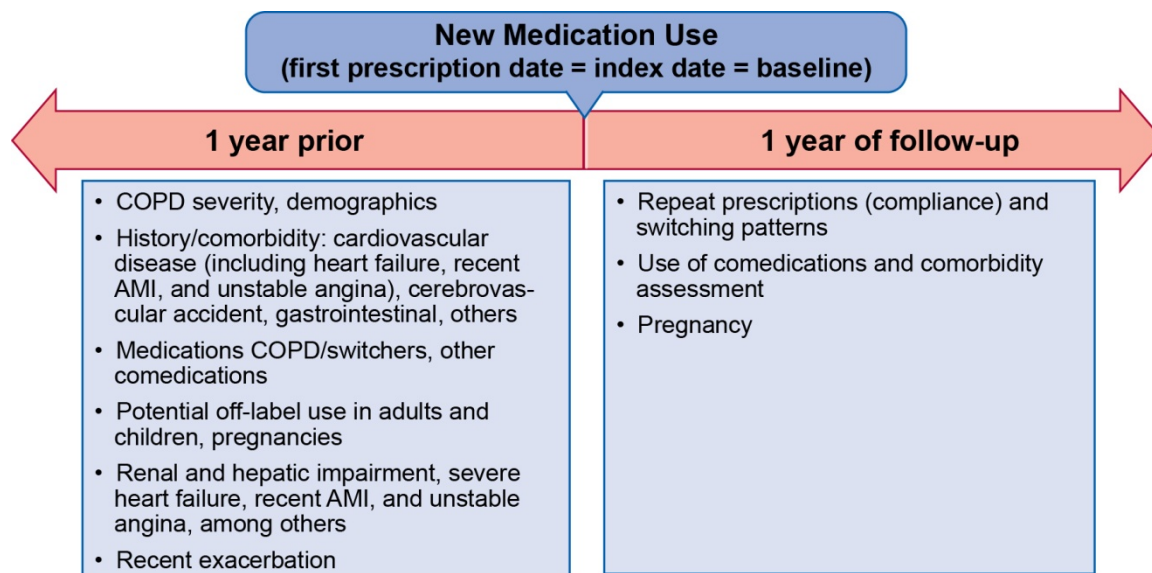 New Medication Use
(first prescription date = index date = baseline)
1 year prior
1 year of follow-up
• COPD severity, demographics
• History/comorbidity: cardiovascular
disease (including heart failure, recent
AMI, and unstable angina), cerebrovas-
cular accident, gastrointestinal, others
• Medications COPD/switchers, other
comedications
• Potential off-label use in adults and
children, pregnancies
• Renal and hepatic impairment, severe
heart failure, recent AMI, and unstable
angina, among others
• Recent exacerbation
• Repeat prescriptions (compliance) and
switching patterns
• Use of comedications and comorbidity
assessment
• Pregnancy